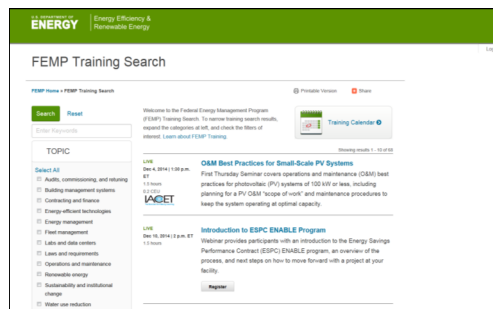 U.S. DEPARTMENT OF
ENERGY
Energy Efficiency &
Renewable Energy
FEMP Training Search
FEMP Home » FEMP Training Search
Printable Version
Share
Search
Reset
Enter Keywords
TOPIC
Select All
Audits, commissioning, and retuning
Building management systems
Contracting and finance
Energy-efficient technologies
Energy management
Fleet management
Labs and data centers
Laws and requirements
Operations and maintenance
Renewable energy
Sustainability and institutional
change
Water use reduction
Welcome to the Federal Energy Management Program
(FEMP) Training Search. To narrow training search results,
expand the categories at left, and check the filters of
interest. Learn about FEMP Training.
Training Calendar
Showing results 1 - 10 of
LIVE
Dec 4, 2014 | 1:30 p.m.
ET
1.5 hours
0.2 CEU
IACET
O&M Best Practices for Small-Scale PV Systems
First Thursday Seminar covers operations and maintenance (O&M) best
practices for photovoltaic (PV) systems of 100 kW or less, including
planning for a PV O&M "scope of work" and maintenance procedures to
keep the system operating at optimal capacity.
LIVE
Dec 10, 2014 | 2 p.m. ET
Introduction to ESPC ENABLE Program
Webinar provides participants with an introduction to the Energy Savings
Performance Contract (ESPC) ENABLE program, an overview of the
process, and next steps on how to move forward with a project at your
facility.
Register